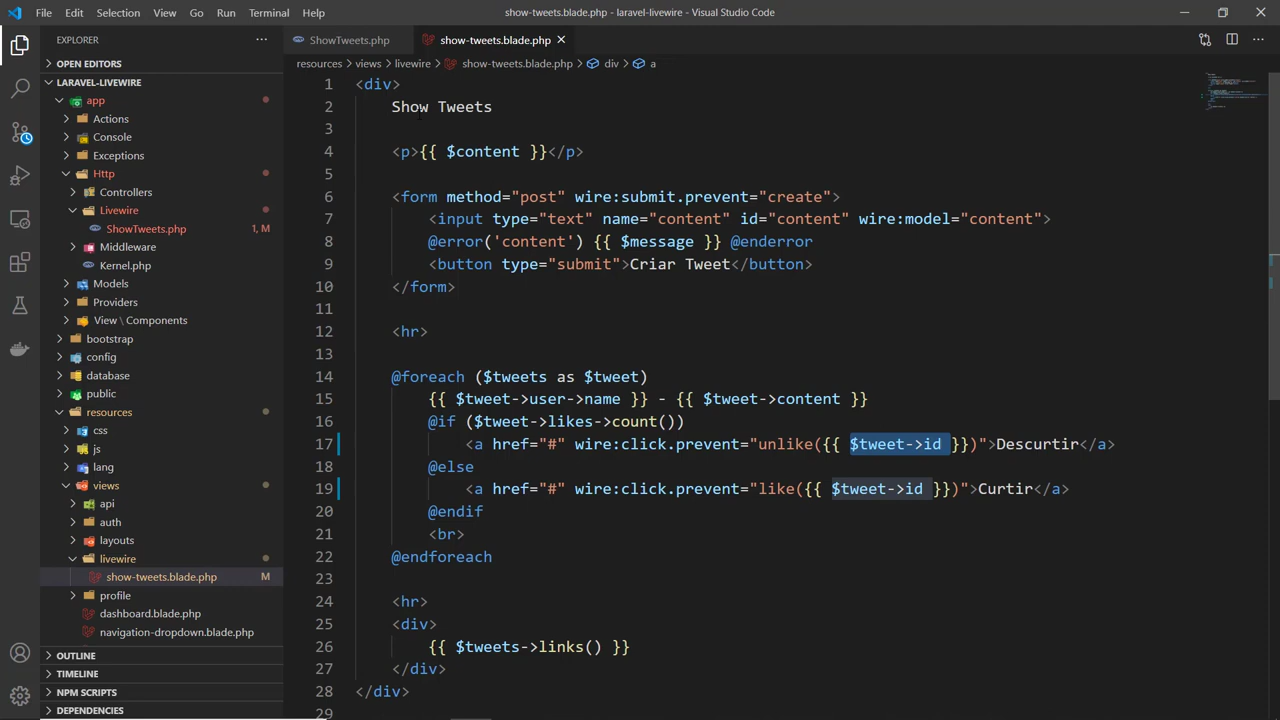 File Edit Selection View Go Run Terminal Help show-tweets.blade.php - laravel-livewire - Visual Studio Code
EXPLORER ···
OPEN EDITORS
LARAVEL-LIVEWIRE
app
Actions
Console
Exceptions
Http
Controllers
Livewire
ShowTweets.php 1, M
Middleware
Kernel.php
Models
Providers
View \ Components
bootstrap
config
database
public
resources
css
js
lang
views
api
auth
layouts
livewire
show-tweets.blade.php M
profile
dashboard.blade.php
navigation-dropdown.blade.php
OUTLINE
TIMELINE
NPM SCRIPTS
DEPENDENCIES
ShowTweets.php show-tweets.blade.php
resources > views > livewire > show-tweets.blade.php > div > a
1 <div>
2 Show Tweets
3
4 <p>{{ $content }}</p>
5
6 <form method="post" wire:submit.prevent="create">
7 <input type="text" name="content" id="content" wire:model="content">
8 @error('content') {{ $message }} @enderror
9 <button type="submit">Criar Tweet</button>
10 </form>
11
12 <hr>
13
14 @foreach ($tweets as $tweet)
15 {{ $tweet->user->name }} - {{ $tweet->content }}
16 @if ($tweet->likes->count())
17 <a href="#" wire:click.prevent="unlike({{ $tweet->id }})">Descurtir</a>
18 @else
19 <a href="#" wire:click.prevent="like({{ $tweet->id }})">Curtir</a>
20 @endif
21 <br>
22 @endforeach
23
24 <hr>
25 <div>
26 {{ $tweets->links() }}
27 </div>
28 </div>
29